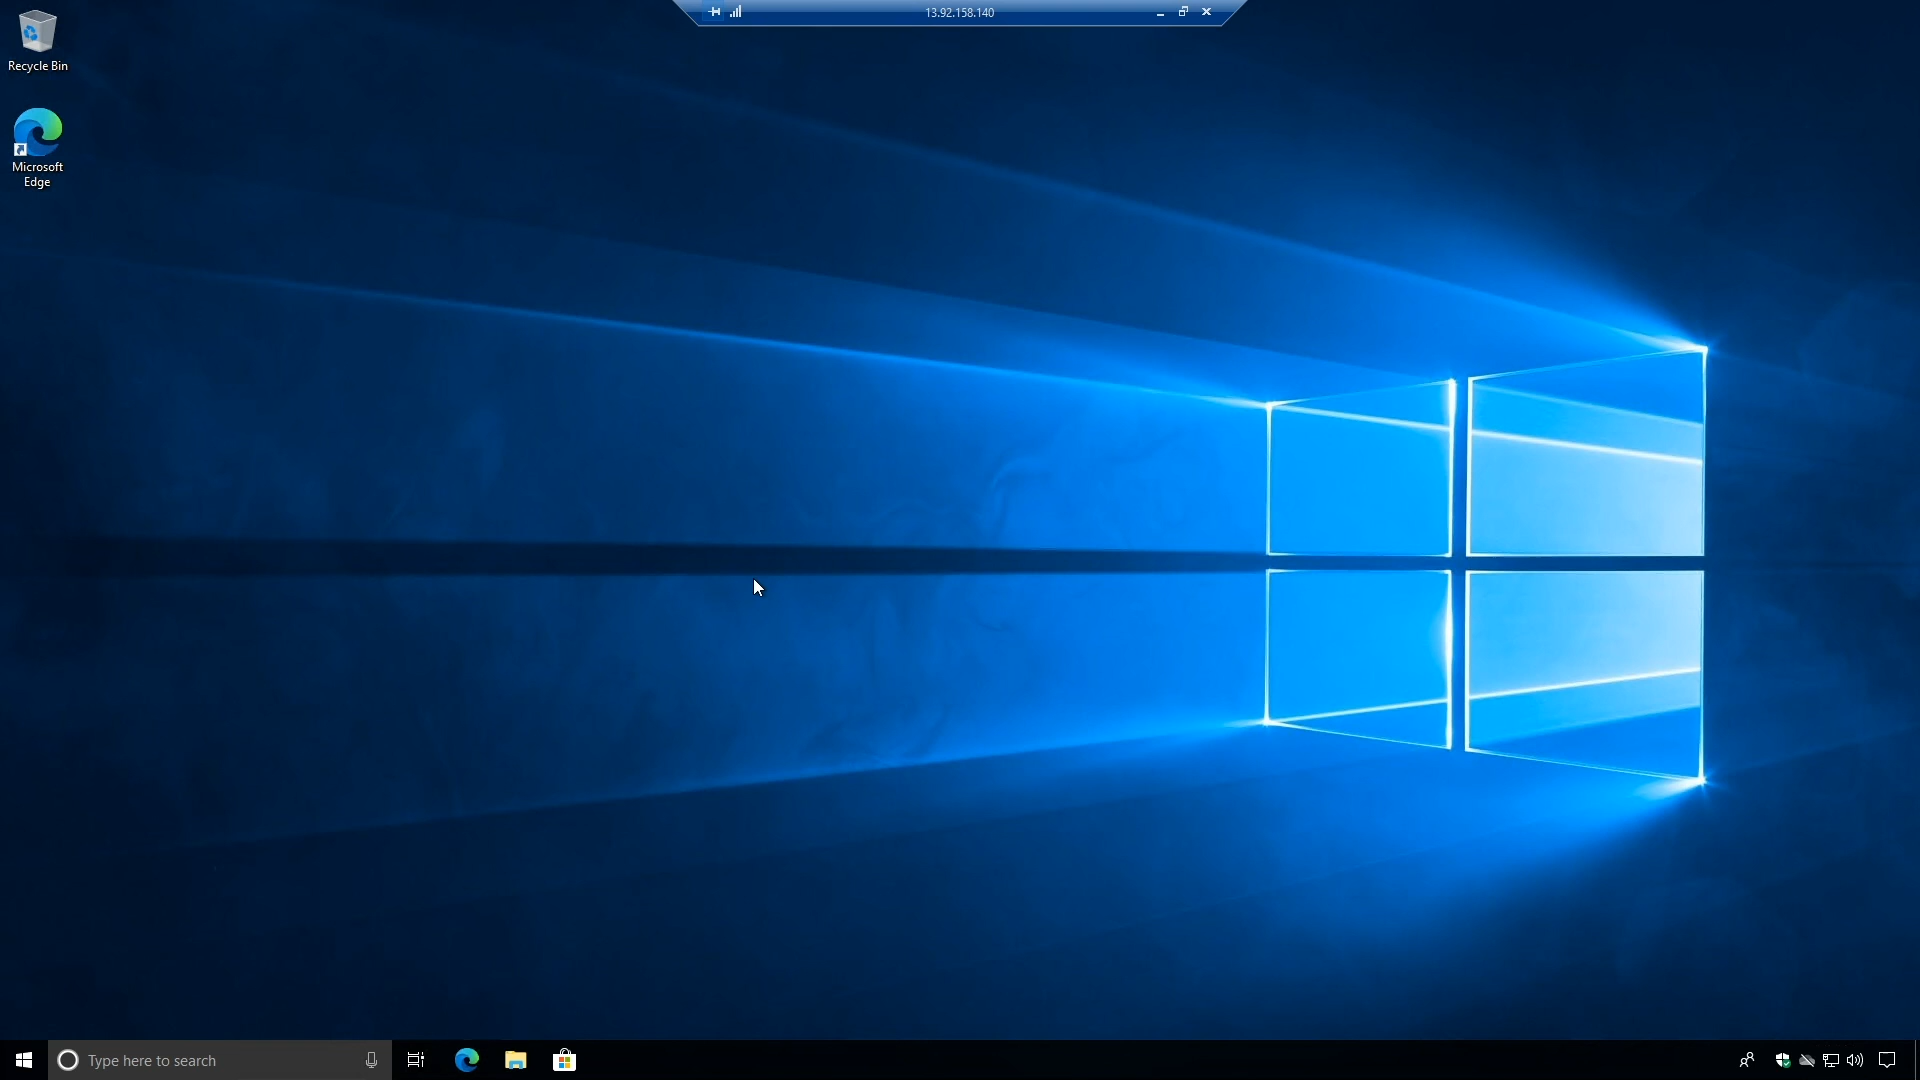 13.92.158.140
Recycle Bin
Microsoft
Edge
Type here to search